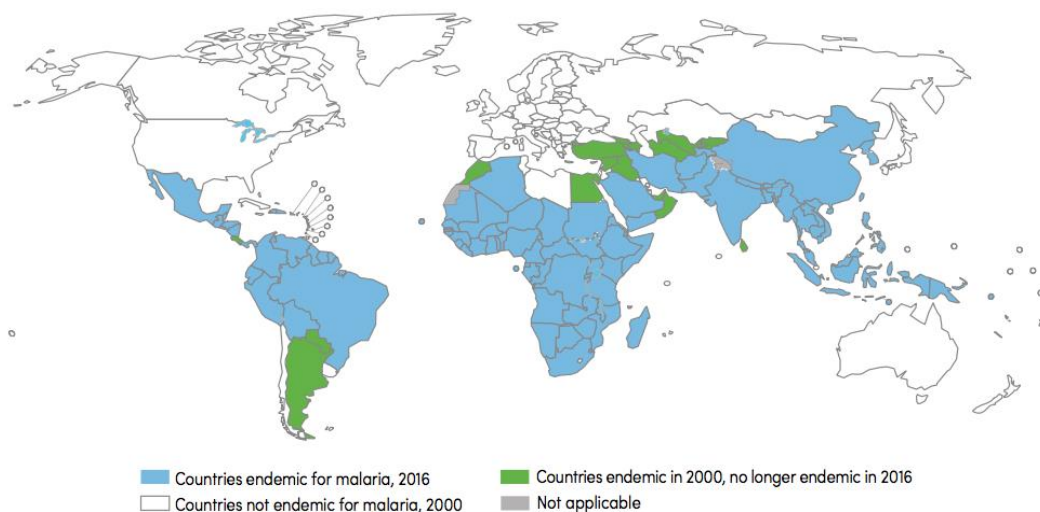 Countries endemic for malaria, 2016
Countries endemic in 2000, no longer endemic in 2016
Countries not endemic for malaria, 2000
Not applicable